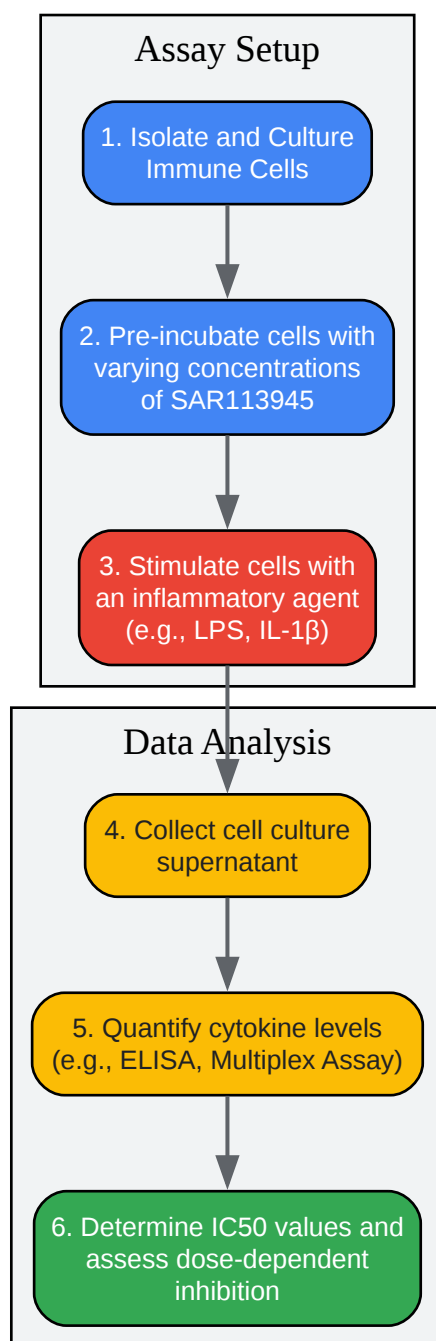 Assay Setup
1. Isolate and Culture
Immune Cells
2. Pre-incubate cells with
varying concentrations
of SAR113945
3. Stimulate cells with
an inflammatory agent
(e.g., LPS, IL-1β)
Data Analysis
4. Collect cell culture
supernatant
5. Quantify cytokine levels
(e.g., ELISA, Multiplex Assay)
6. Determine IC50 values and
assess dose-dependent
inhibition